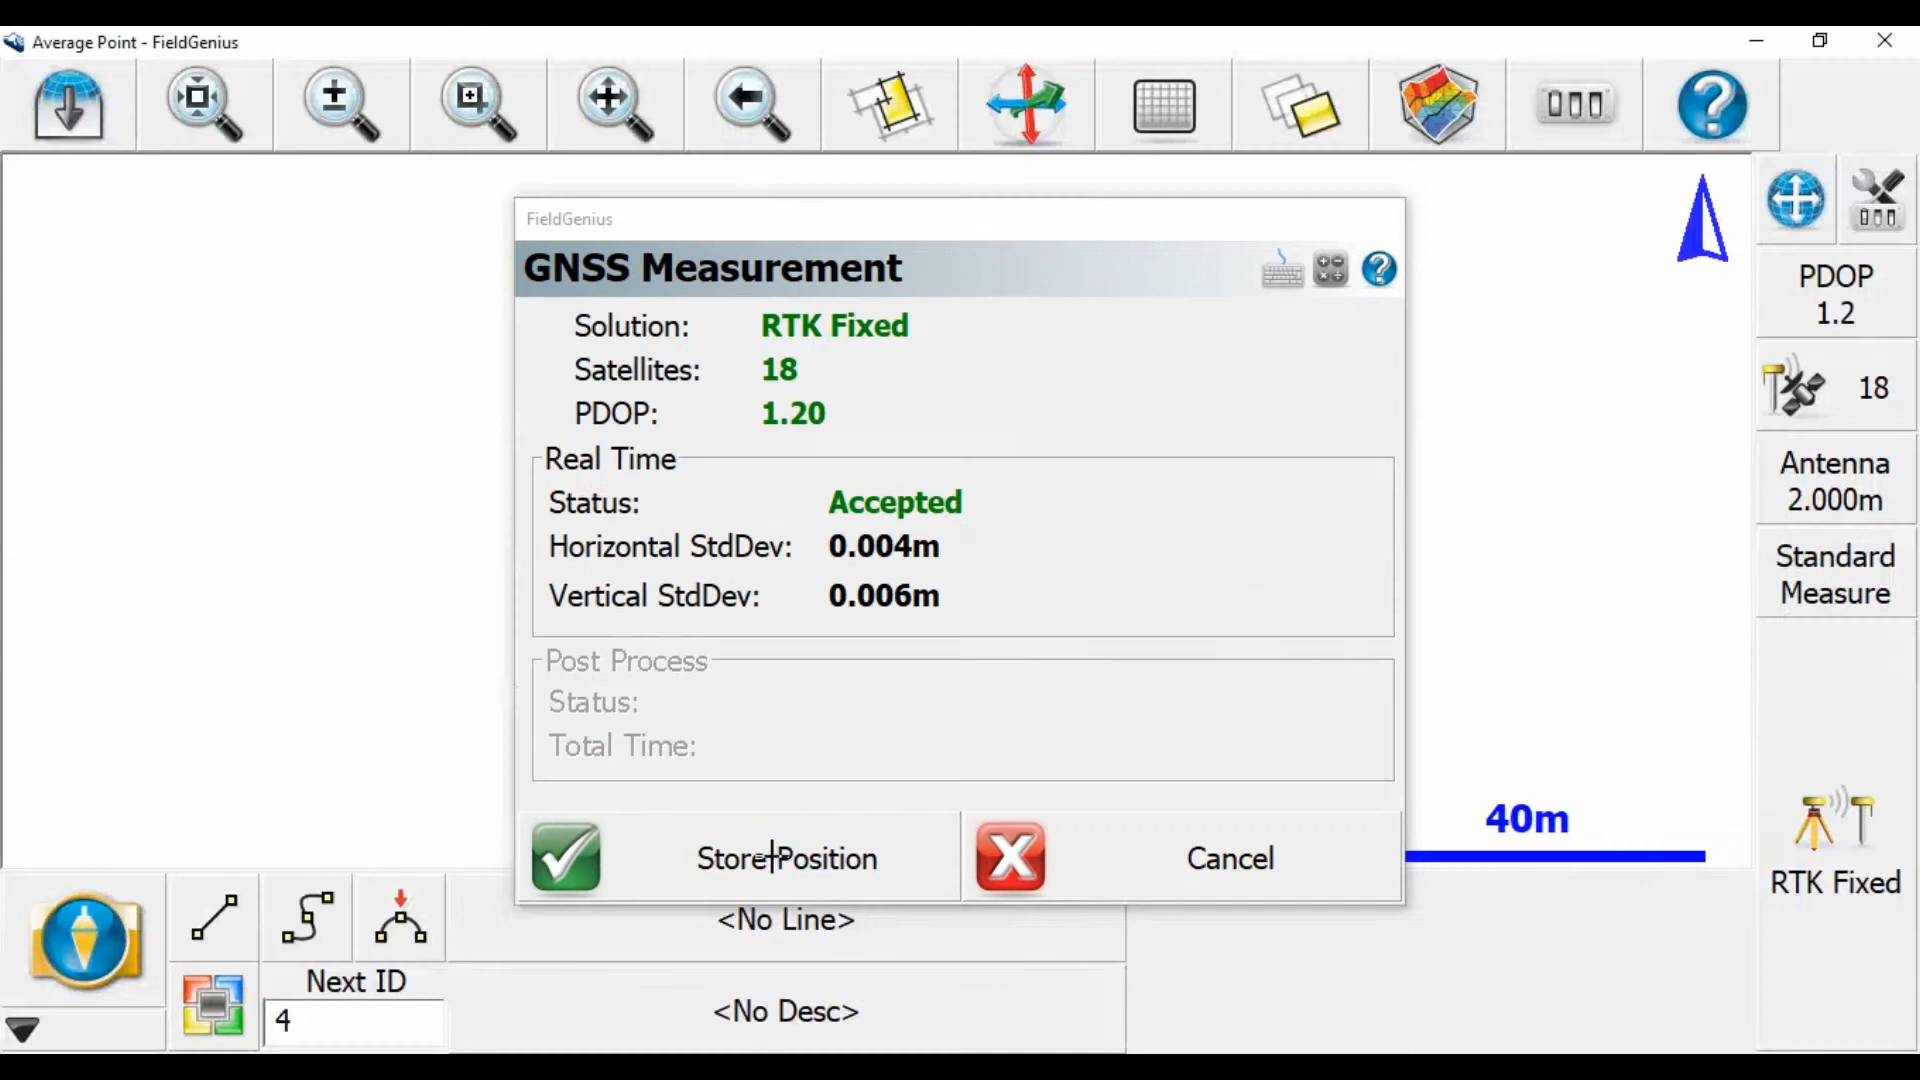 Average Point - FieldGenius
FieldGenius
GNSS Measurement
Solution: RTK Fixed
Satellites: 18
PDOP: 1.20
Real Time
Status: Accepted
Horizontal StdDev: 0.004m
Vertical StdDev: 0.006m
Post Process
Status:
Total Time:
Store Position
Cancel
PDOP
1.2
18
Antenna
2.000m
Standard
Measure
40m
RTK Fixed
<No Line>
Next ID
4
<No Desc>